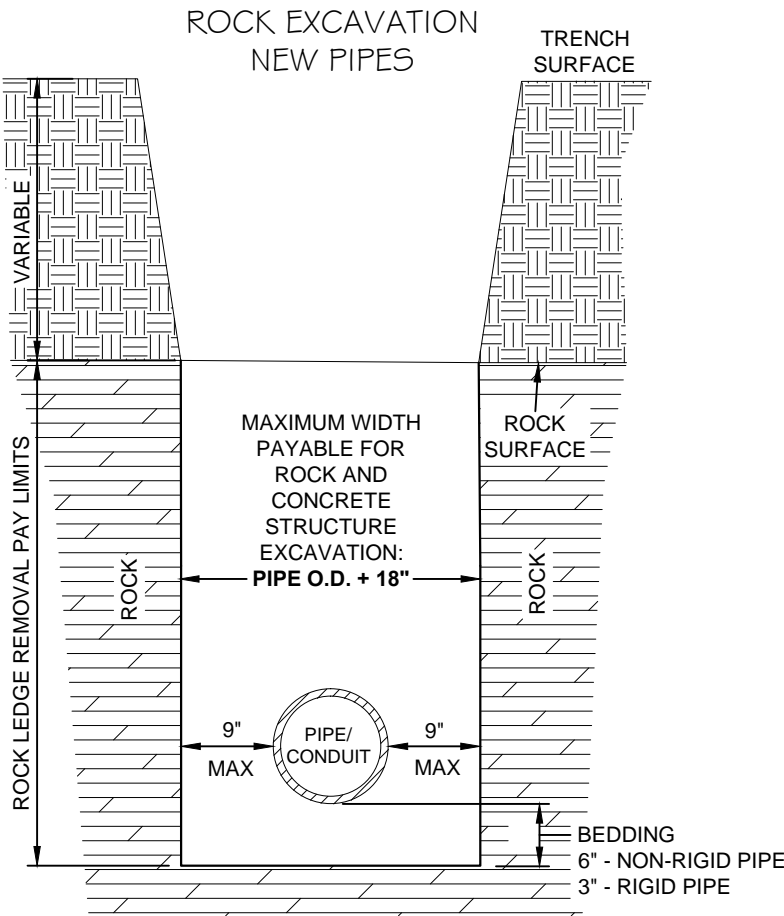 ROCK EXCAVATION
NEW PIPES
TRENCH
SURFACE
VARIABLE
ROCK LEDGE REMOVAL PAY LIMITS
MAXIMUM WIDTH
PAYABLE FOR
ROCK AND
CONCRETE
STRUCTURE
EXCAVATION:
PIPE O.D. + 18"
ROCK
SURFACE
ROCK
ROCK
9"
MAX
PIPE/
CONDUIT
9"
MAX
BEDDING
6" - NON-RIGID PIPE
3" - RIGID PIPE